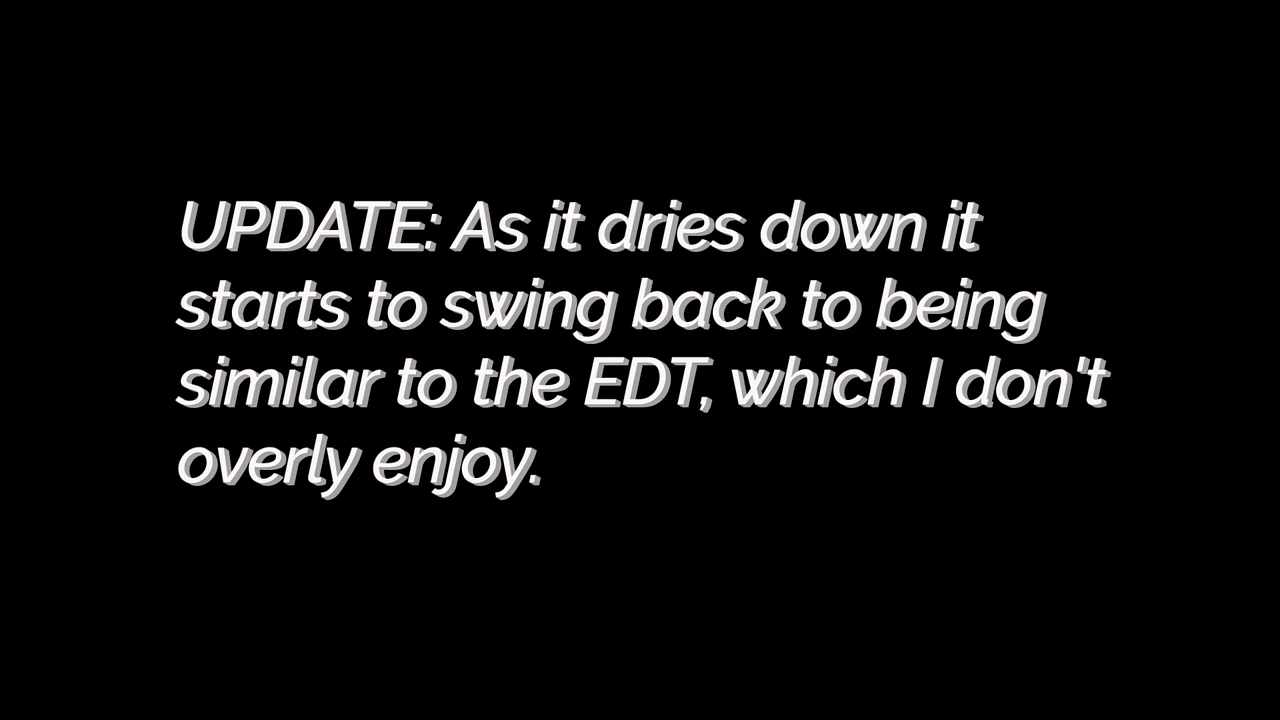 UPDATE: As it dries down it
starts to swing back to being
similar to the EDT, which I don't
overly enjoy.